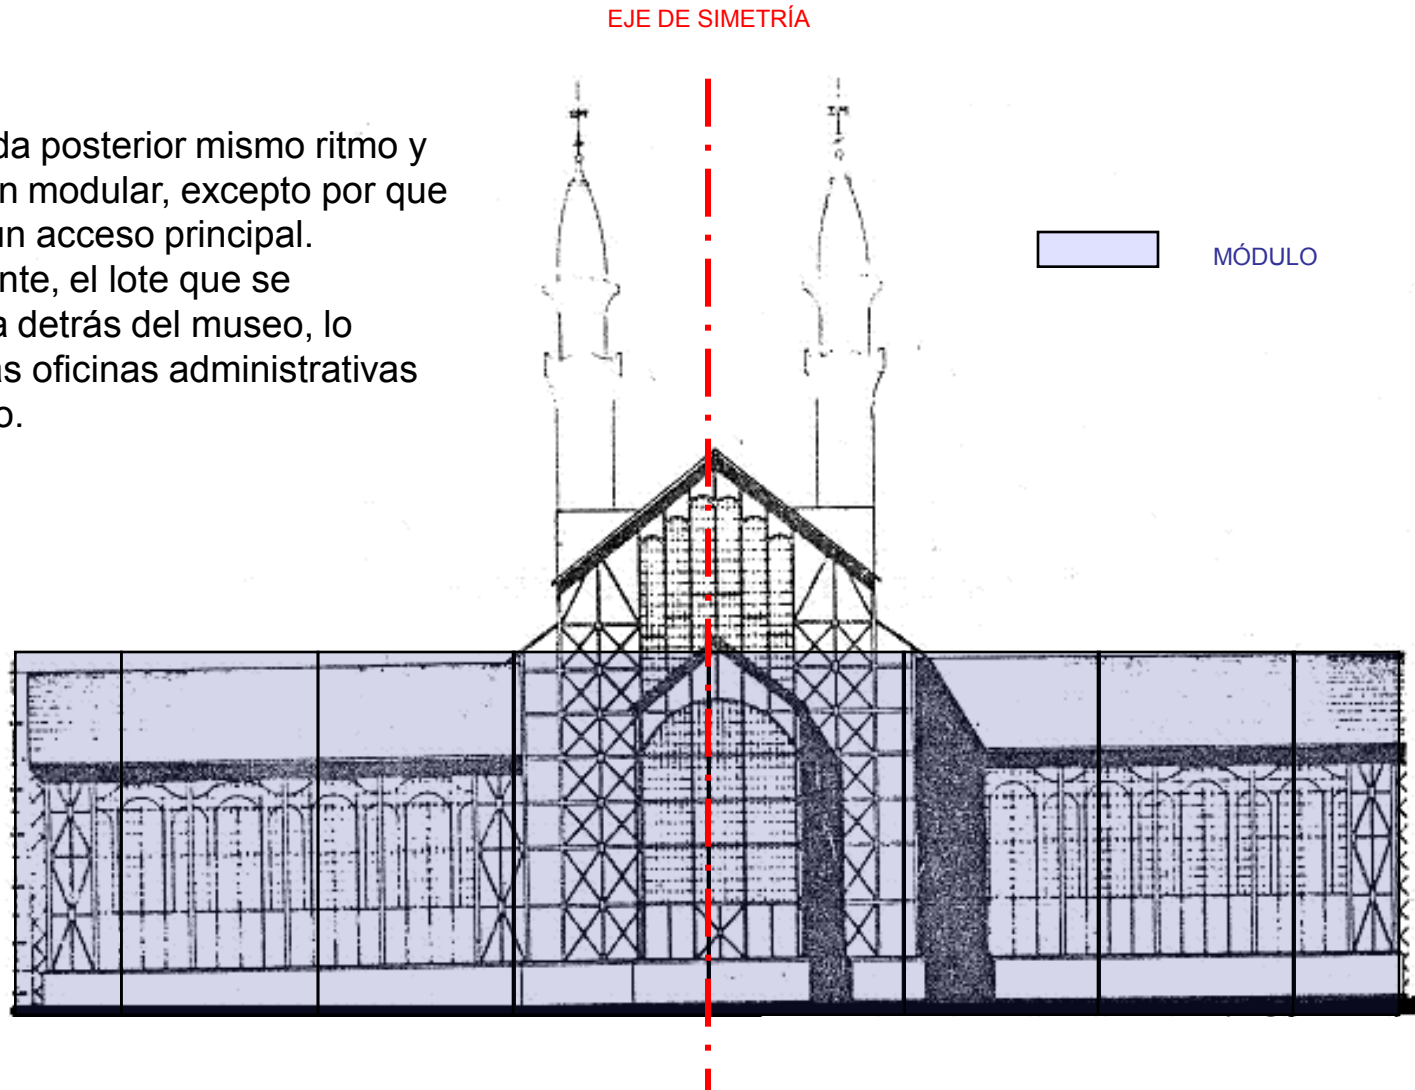 EJE DE SIMETRÍA
da posterior mismo ritmo y
n modular, excepto por que
un acceso principal.
nte, el lote que se
a detrás del museo, lo
as oficinas administrativas
o.
MÓDULO